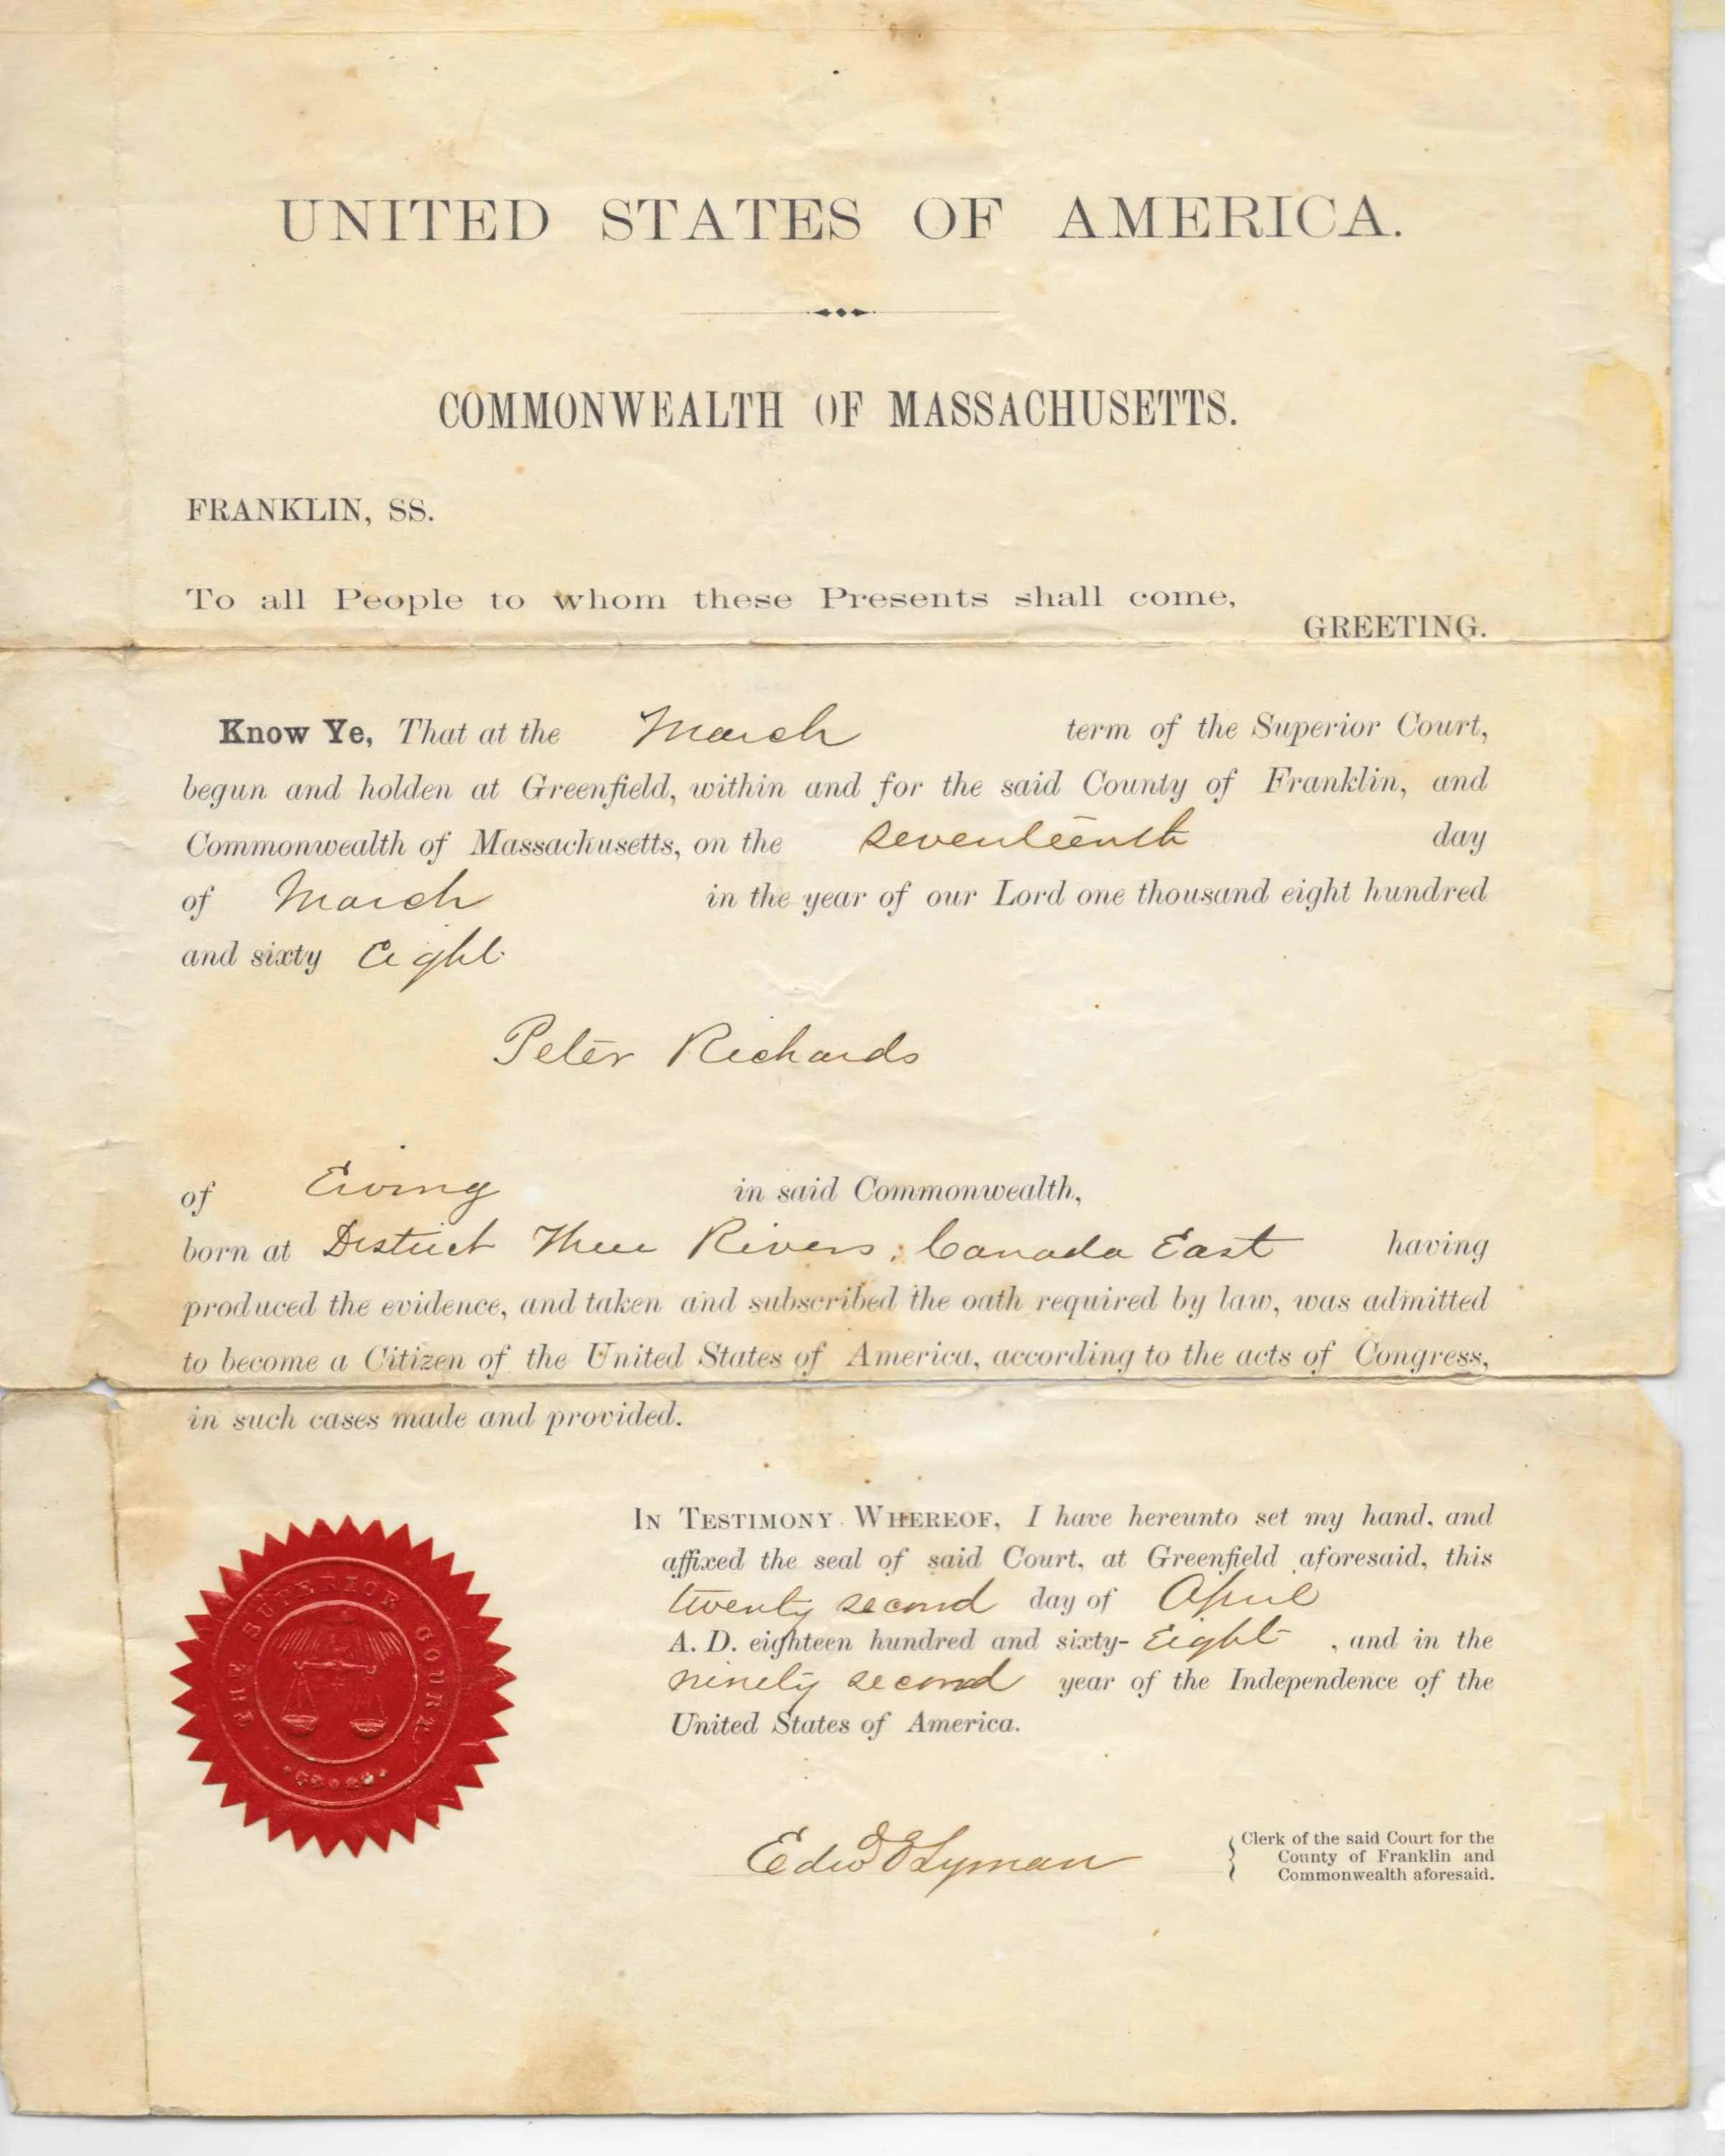 UNITED STATES OF AMERICA.
COMMONWEALTH OF MASSACHUSETTS.
FRANKLIN, SS.
To all People to whom these Presents shall come,
GREETING.
Know Ye, That at the March term of the Superior Court,
begun and holden at Greenfield, within and for the said County of Franklin, and
Commonwealth of Massachusetts, on the seventeenth day
of March in the year of our Lord one thousand eight hundred
and sixty eight
Peter Richards
of Erving in said Commonwealth,
born at District Three Rivers, Canada East having
produced the evidence, and taken and subscribed the oath required by law, was admitted
to become a Citizen of the United States of America, according to the acts of Congress,
in such cases made and provided.
IN TESTIMONY WHEREOF, I have hereunto set my hand, and
affixed the seal of said Court, at Greenfield aforesaid, this
twenty second day of April
A. D. eighteen hundred and sixty- Eight , and in the
ninety second year of the Independence of the
United States of America.
THE SUPERIOR COURT
Edwd E Lyman
Clerk of the said Court for the
County of Franklin and
Commonwealth aforesaid.